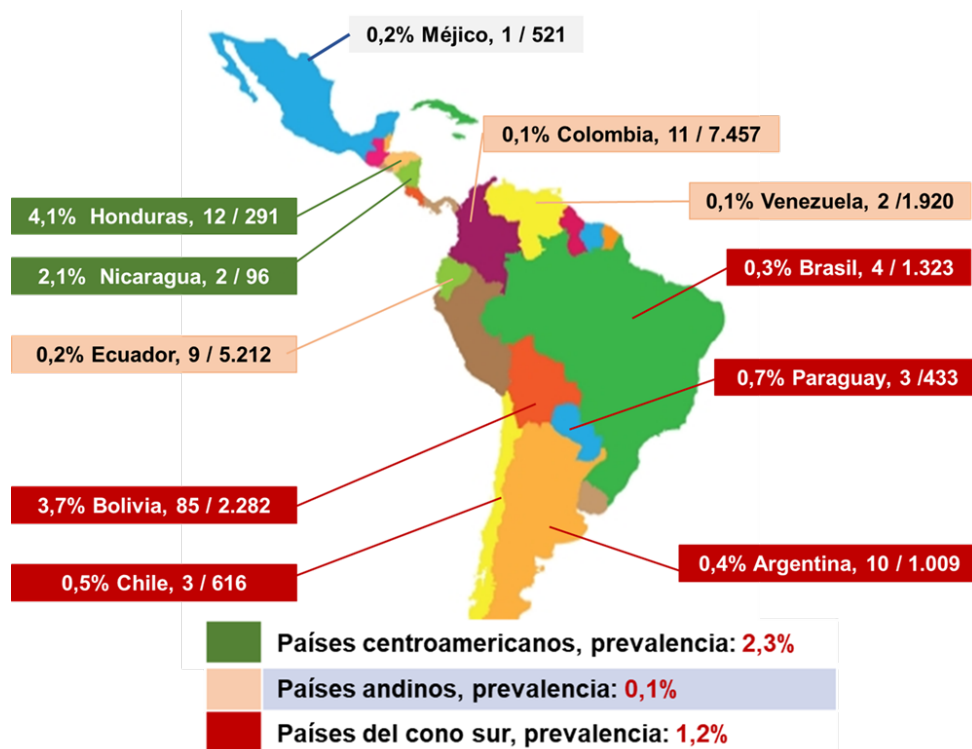 0,2% Méjico, 1 / 521
0,1% Colombia, 11 / 7.457
4,1% Honduras, 12 / 291
0,1% Venezuela, 2 /1.920
2,1% Nicaragua, 2 / 96
0,3% Brasil, 4 / 1.323
0,2% Ecuador, 9 / 5.212
0,7% Paraguay, 3 /433
3,7% Bolivia, 85 / 2.282
0,5% Chile, 3 / 616
0,4% Argentina, 10 / 1.009
Países centroamericanos, prevalencia: 2,3%
Países andinos, prevalencia: 0,1%
Países del cono sur, prevalencia: 1,2%